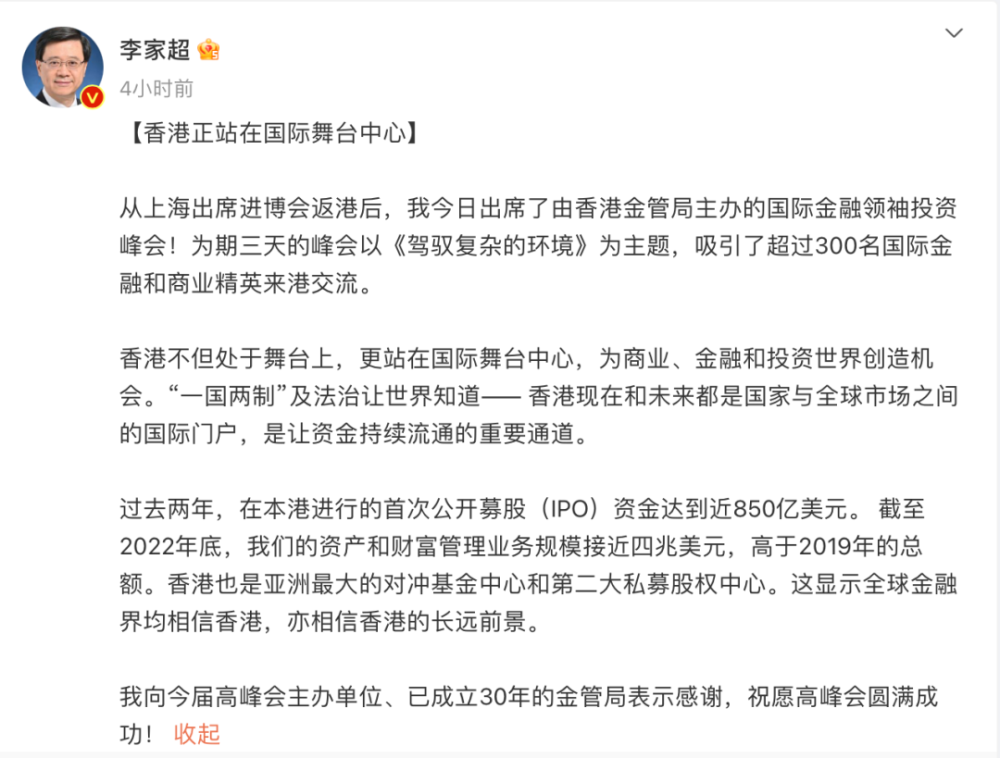 李家超
4小时前
【香港正站在国际舞台中心】
从上海出席进博会返港后，我今日出席了由香港金管局主办的国际金融领袖投资
峰会！为期三天的峰会以《驾驭复杂的环境》为主题，吸引了超过300名国际金
融和商业精英来港交流。
香港不但处于舞台上，更站在国际舞台中心，为商业、金融和投资世界创造机
会。“一国两制”及法治让世界知道—— 香港现在和未来都是国家与全球市场之间
的国际门户，是让资金持续流通的重要通道。
过去两年，在本港进行的首次公开募股（IPO）资金达到近850亿美元。 截至
2022年底，我们的资产和财富管理业务规模接近四兆美元，高于2019年的总
额。香港也是亚洲最大的对冲基金中心和第二大私募股权中心。这显示全球金融
界均相信香港，亦相信香港的长远前景。
我向今届高峰会主办单位、已成立30年的金管局表示感谢，祝愿高峰会圆满成
功！ 收起